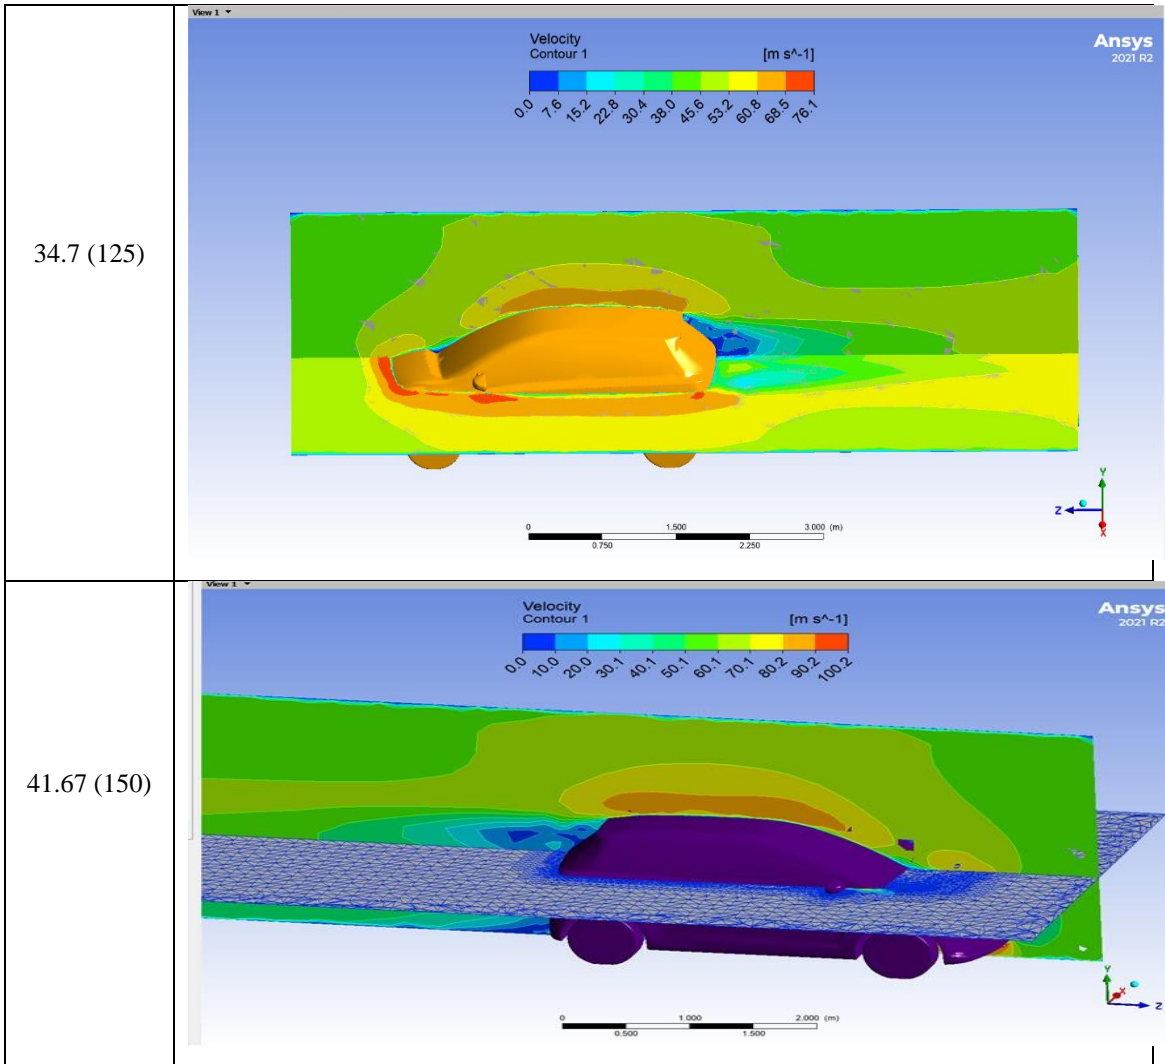 View 1
Velocity
Contour 1
[m s^-1]
Ansys
2021 R2
0.0 7.6 15.2 22.8 30.4 38.0 45.6 53.2 60.8 68.5 76.1
34.7 (125)
Y
Z
X
0 1.500 3.000 (m)
0.750 2.250
View 1
Velocity
Contour 1
[m s^-1]
Ansys
2021 R2
0.0 10.0 20.0 30.1 40.1 50.1 60.1 70.1 80.2 90.2 100.2
41.67 (150)
Y
X
Z
0 1.000 2.000 (m)
0.500 1.500